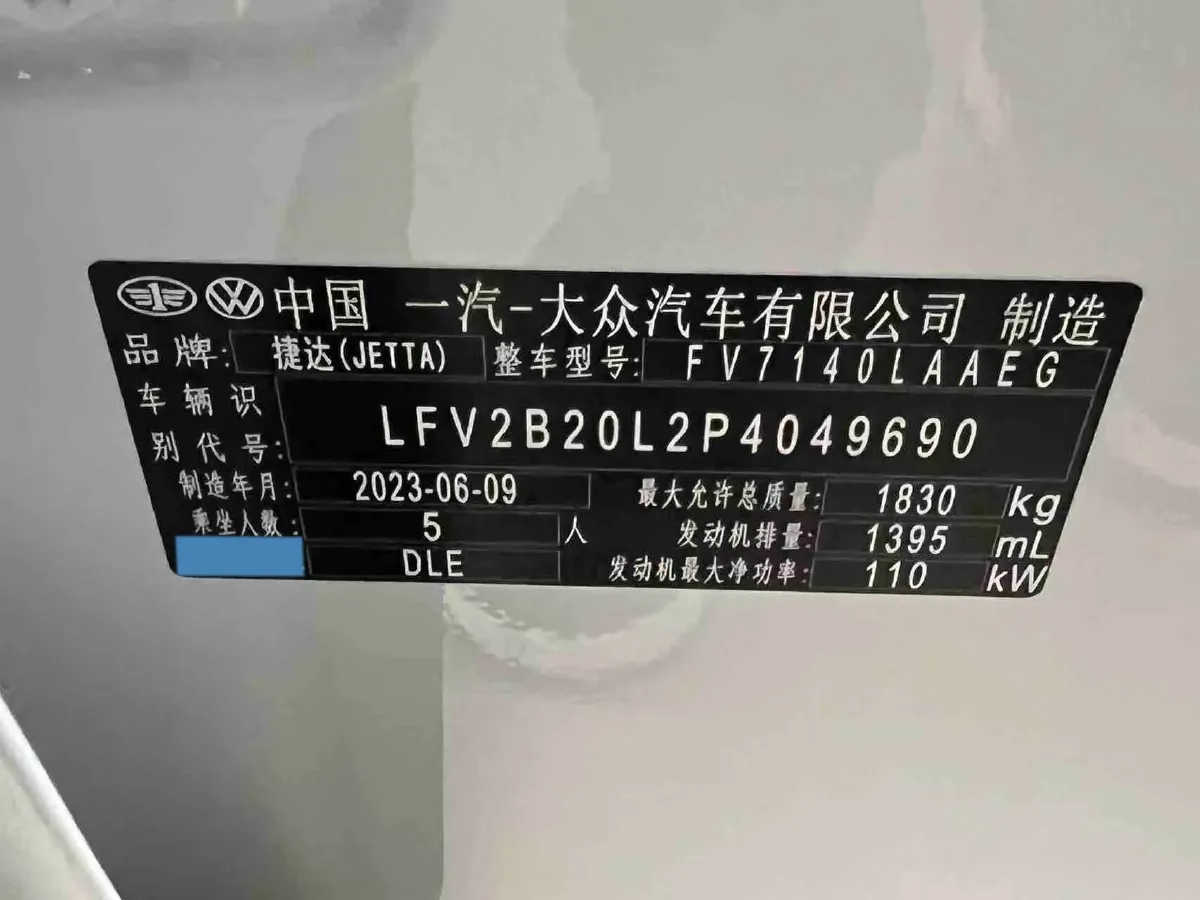 中国 一汽-大众汽车有限公司 制造
品牌: 捷达(JETTA) 整车型号: FV7140LAAEG
车辆识别代号: LFV2B20L2P4049690
制造年月: 2023-06-09 最大允许总质量: 1830 kg
乘坐人数: 5 人 发动机排量: 1395 mL
DLE 发动机最大净功率: 110 kW